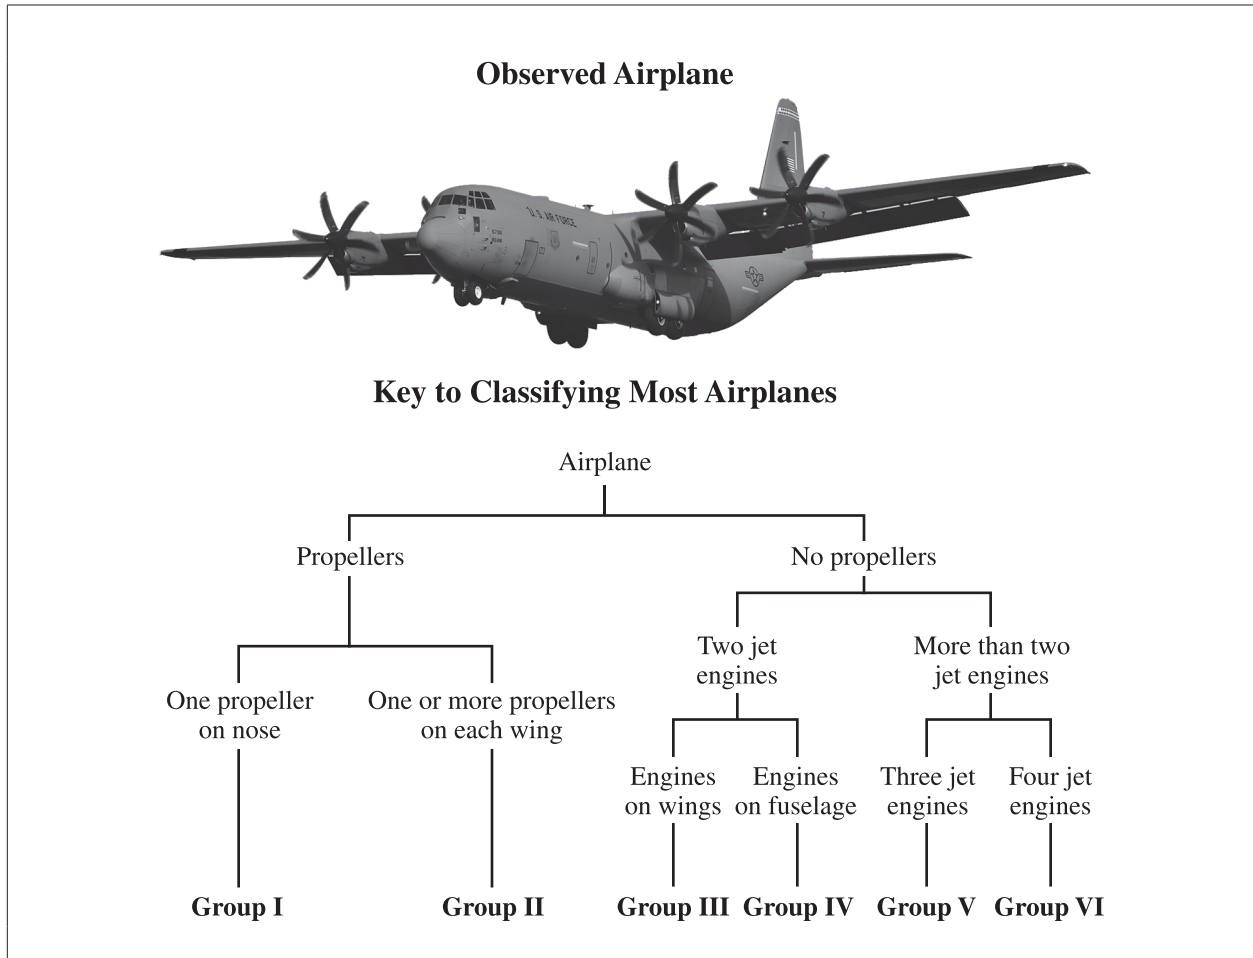 Observed Airplane
U.S. AIR FORCE
Key to Classifying Most Airplanes
Airplane
Propellers
No propellers
Two jet
engines
More than two
jet engines
One propeller
on nose
One or more propellers
on each wing
Engines
on wings
Engines
on fuselage
Three jet
engines
Four jet
engines
Group I
Group II
Group III
Group IV
Group V
Group VI